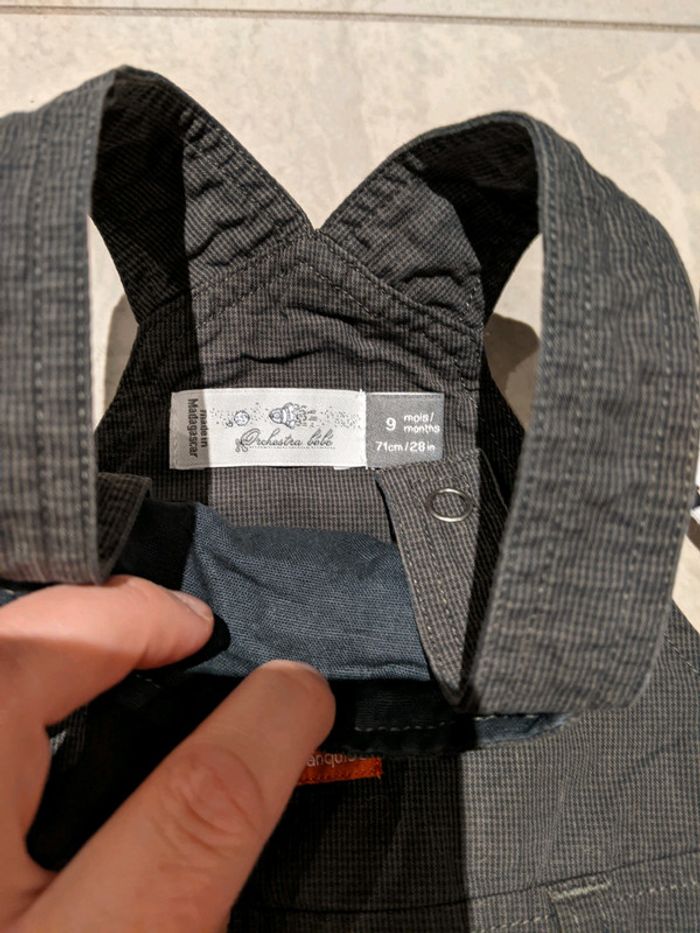 made in
Madagascar
Orchestra bébé
9 mois/
months
71cm/28in